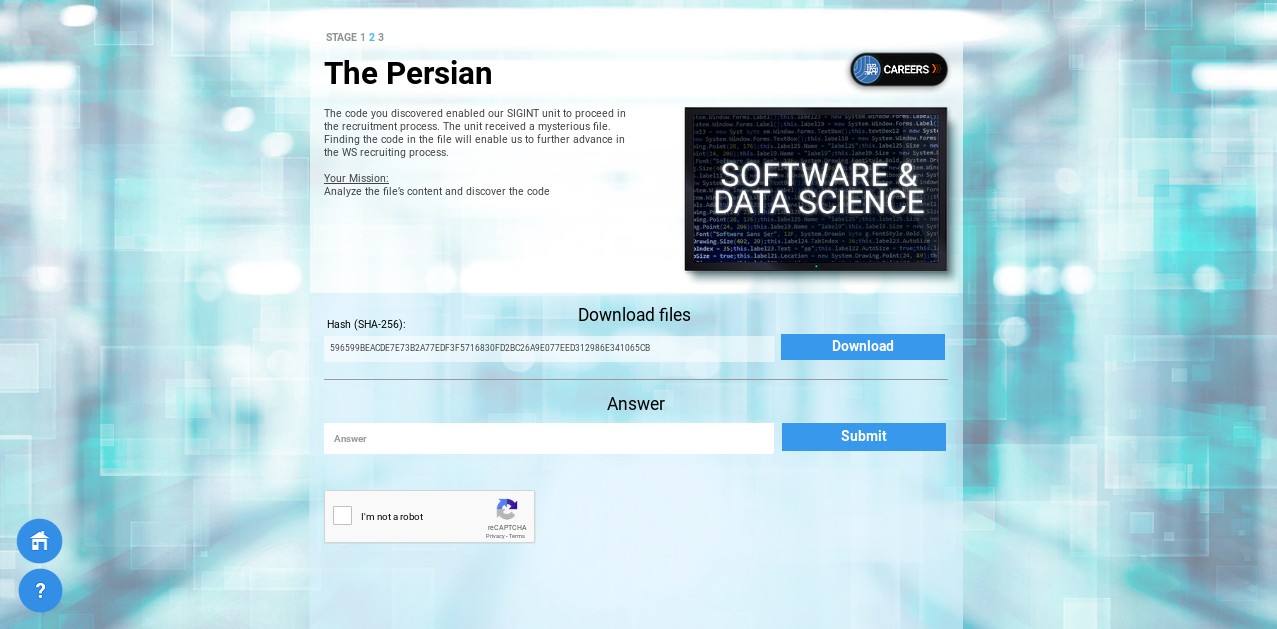 STAGE 1 2 3
The Persian
CAREERS
The code you discovered enabled our SIGINT unit to proceed in
the recruitment process. The unit received a mysterious file.
Finding the code in the file will enable us to further advance in
the WS recruiting process.
Your Mission:
Analyze the file's content and discover the code
SOFTWARE &
DATA SCIENCE
Download files
Hash (SHA-256):
596599BEACDE7E73B2A77EDF3F5716830FD2BC26A9E077EED312986E341065CB
Download
Answer
Answer
Submit
I'm not a robot
reCAPTCHA
Privacy - Terms
?